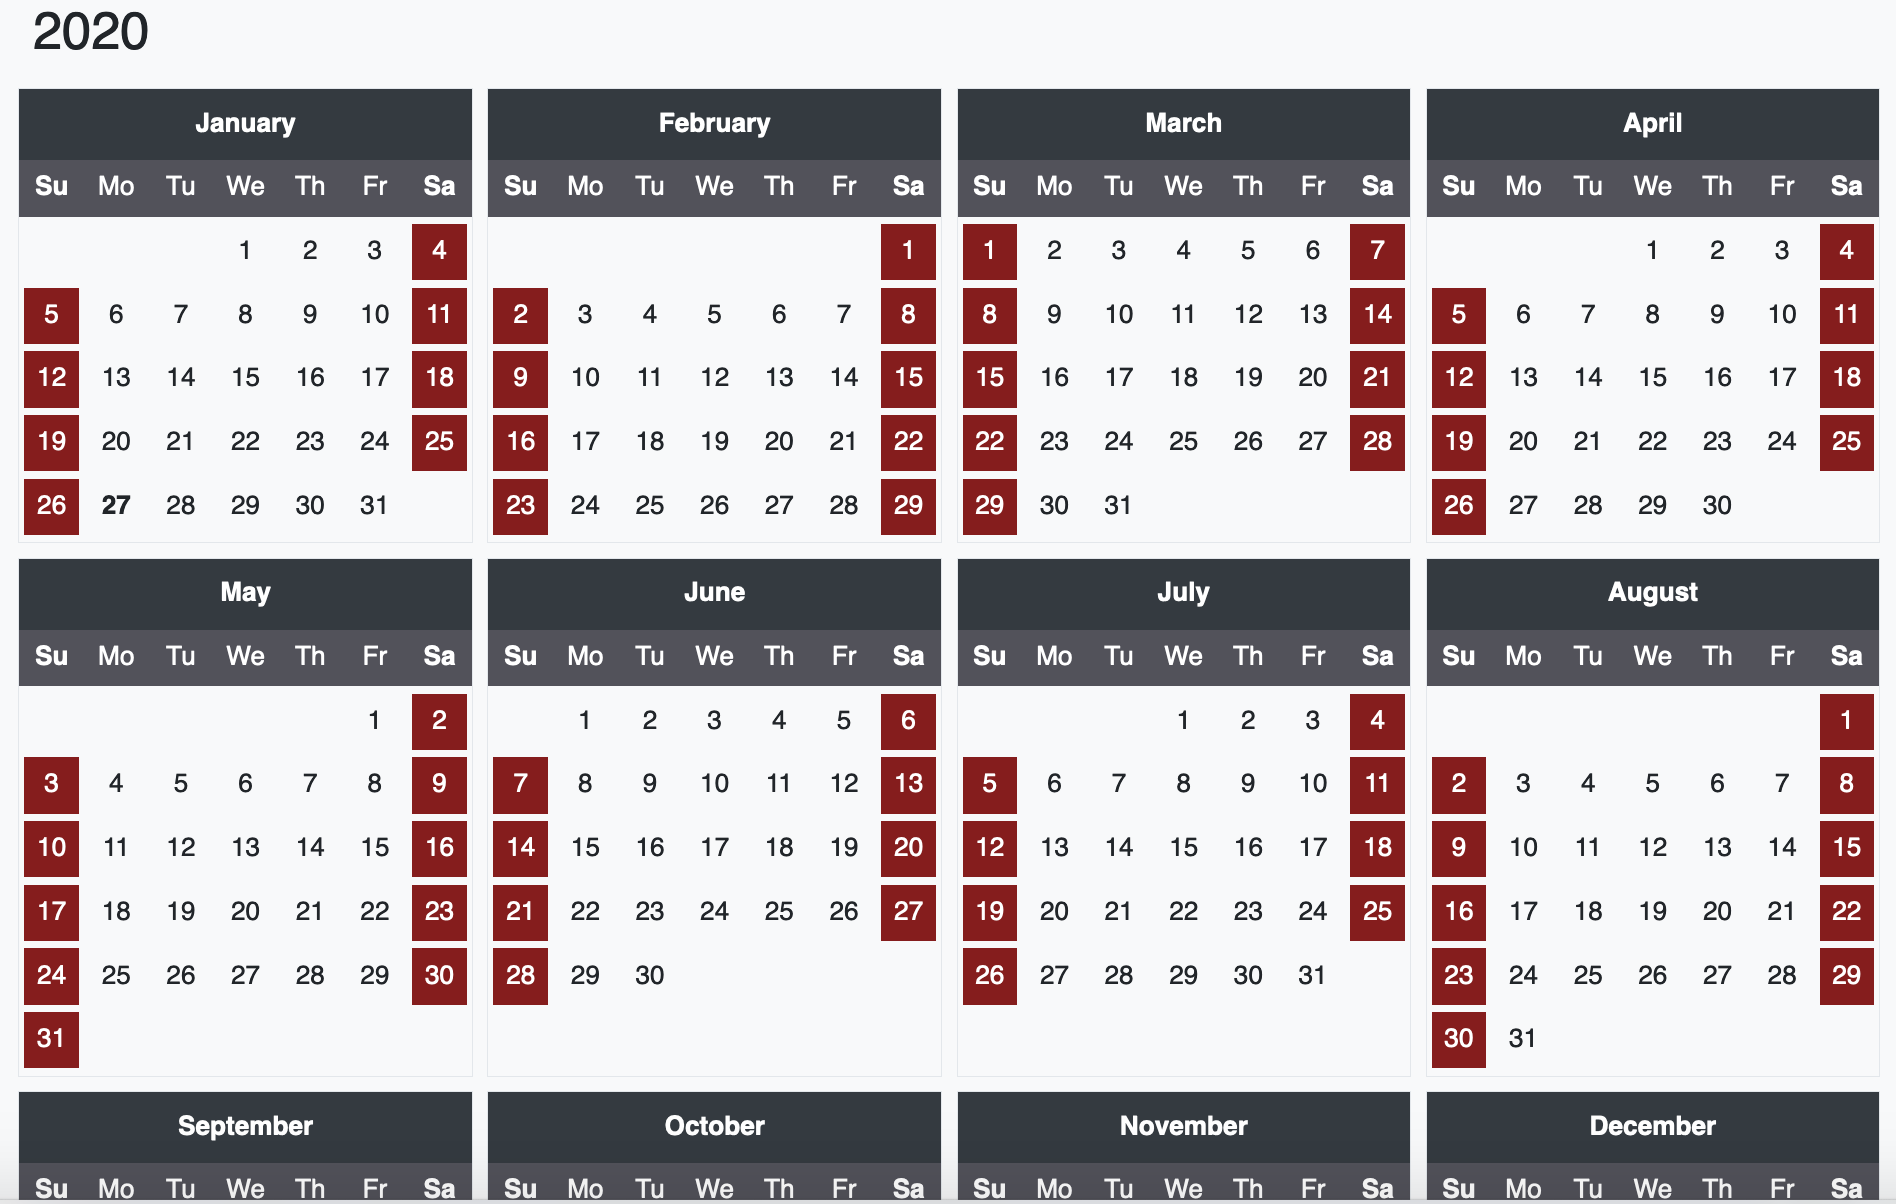 2020
January
Su Mo Tu We Th Fr Sa
1 2 3 4
5 6 7 8 9 10 11
12 13 14 15 16 17 18
19 20 21 22 23 24 25
26 27 28 29 30 31
February
Su Mo Tu We Th Fr Sa
1
2 3 4 5 6 7 8
9 10 11 12 13 14 15
16 17 18 19 20 21 22
23 24 25 26 27 28 29
March
Su Mo Tu We Th Fr Sa
1 2 3 4 5 6 7
8 9 10 11 12 13 14
15 16 17 18 19 20 21
22 23 24 25 26 27 28
29 30 31
April
Su Mo Tu We Th Fr Sa
1 2 3 4
5 6 7 8 9 10 11
12 13 14 15 16 17 18
19 20 21 22 23 24 25
26 27 28 29 30
May
Su Mo Tu We Th Fr Sa
1 2
3 4 5 6 7 8 9
10 11 12 13 14 15 16
17 18 19 20 21 22 23
24 25 26 27 28 29 30
31
June
Su Mo Tu We Th Fr Sa
1 2 3 4 5 6
7 8 9 10 11 12 13
14 15 16 17 18 19 20
21 22 23 24 25 26 27
28 29 30
July
Su Mo Tu We Th Fr Sa
1 2 3 4
5 6 7 8 9 10 11
12 13 14 15 16 17 18
19 20 21 22 23 24 25
26 27 28 29 30 31
August
Su Mo Tu We Th Fr Sa
1
2 3 4 5 6 7 8
9 10 11 12 13 14 15
16 17 18 19 20 21 22
23 24 25 26 27 28 29
30 31
September
Su Mo Tu We Th Fr Sa
October
Su Mo Tu We Th Fr Sa
November
Su Mo Tu We Th Fr Sa
December
Su Mo Tu We Th Fr Sa